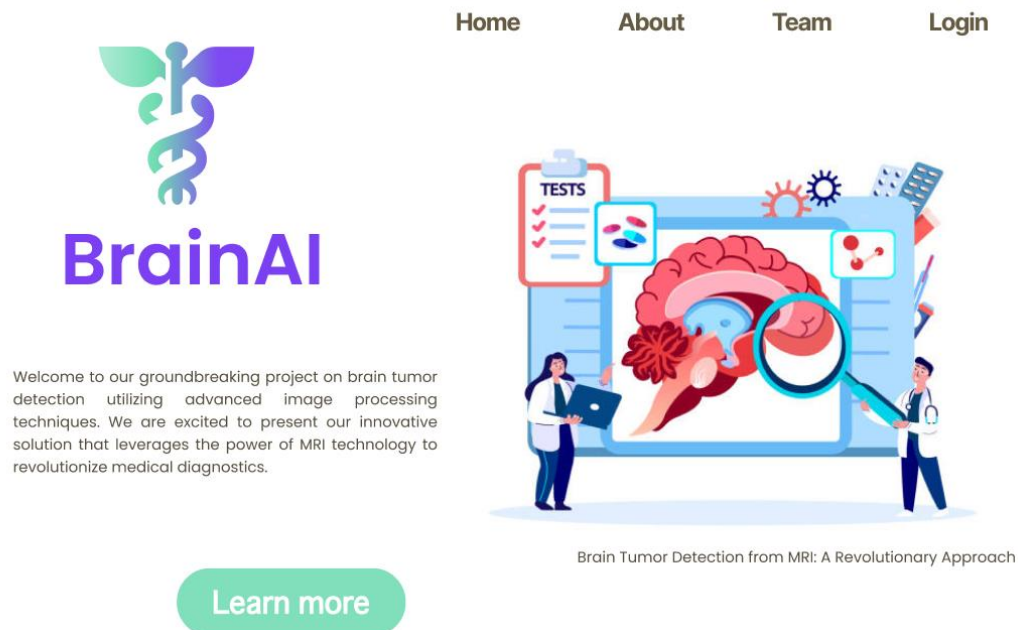 Home About Team Login
BrainAI
TESTS
Welcome to our groundbreaking project on brain tumor
detection utilizing advanced image processing
techniques. We are excited to present our innovative
solution that leverages the power of MRI technology to
revolutionize medical diagnostics.
Brain Tumor Detection from MRI: A Revolutionary Approach
Learn more